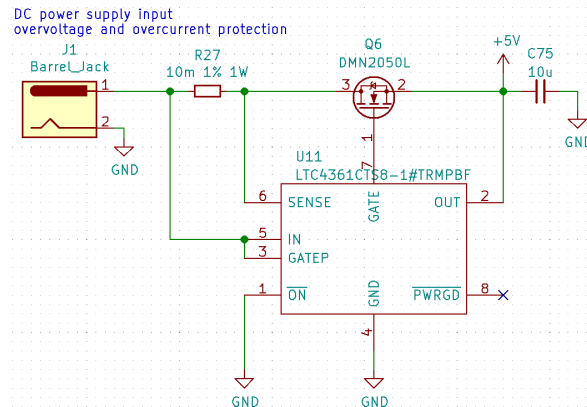 DC power supply input
overvoltage and overcurrent protection
J1
Barrel_Jack
1
2
GND
R27
10m 1% 1W
Q6
DMN2050L
3
2
1
+5V
C75
10u
GND
U11
LTC4361CTS8-1#TRMPBF
7
GATE
6
SENSE
OUT
2
5
IN
3
GATEP
1
ON
PWRGD
8
GND
4
GND
GND